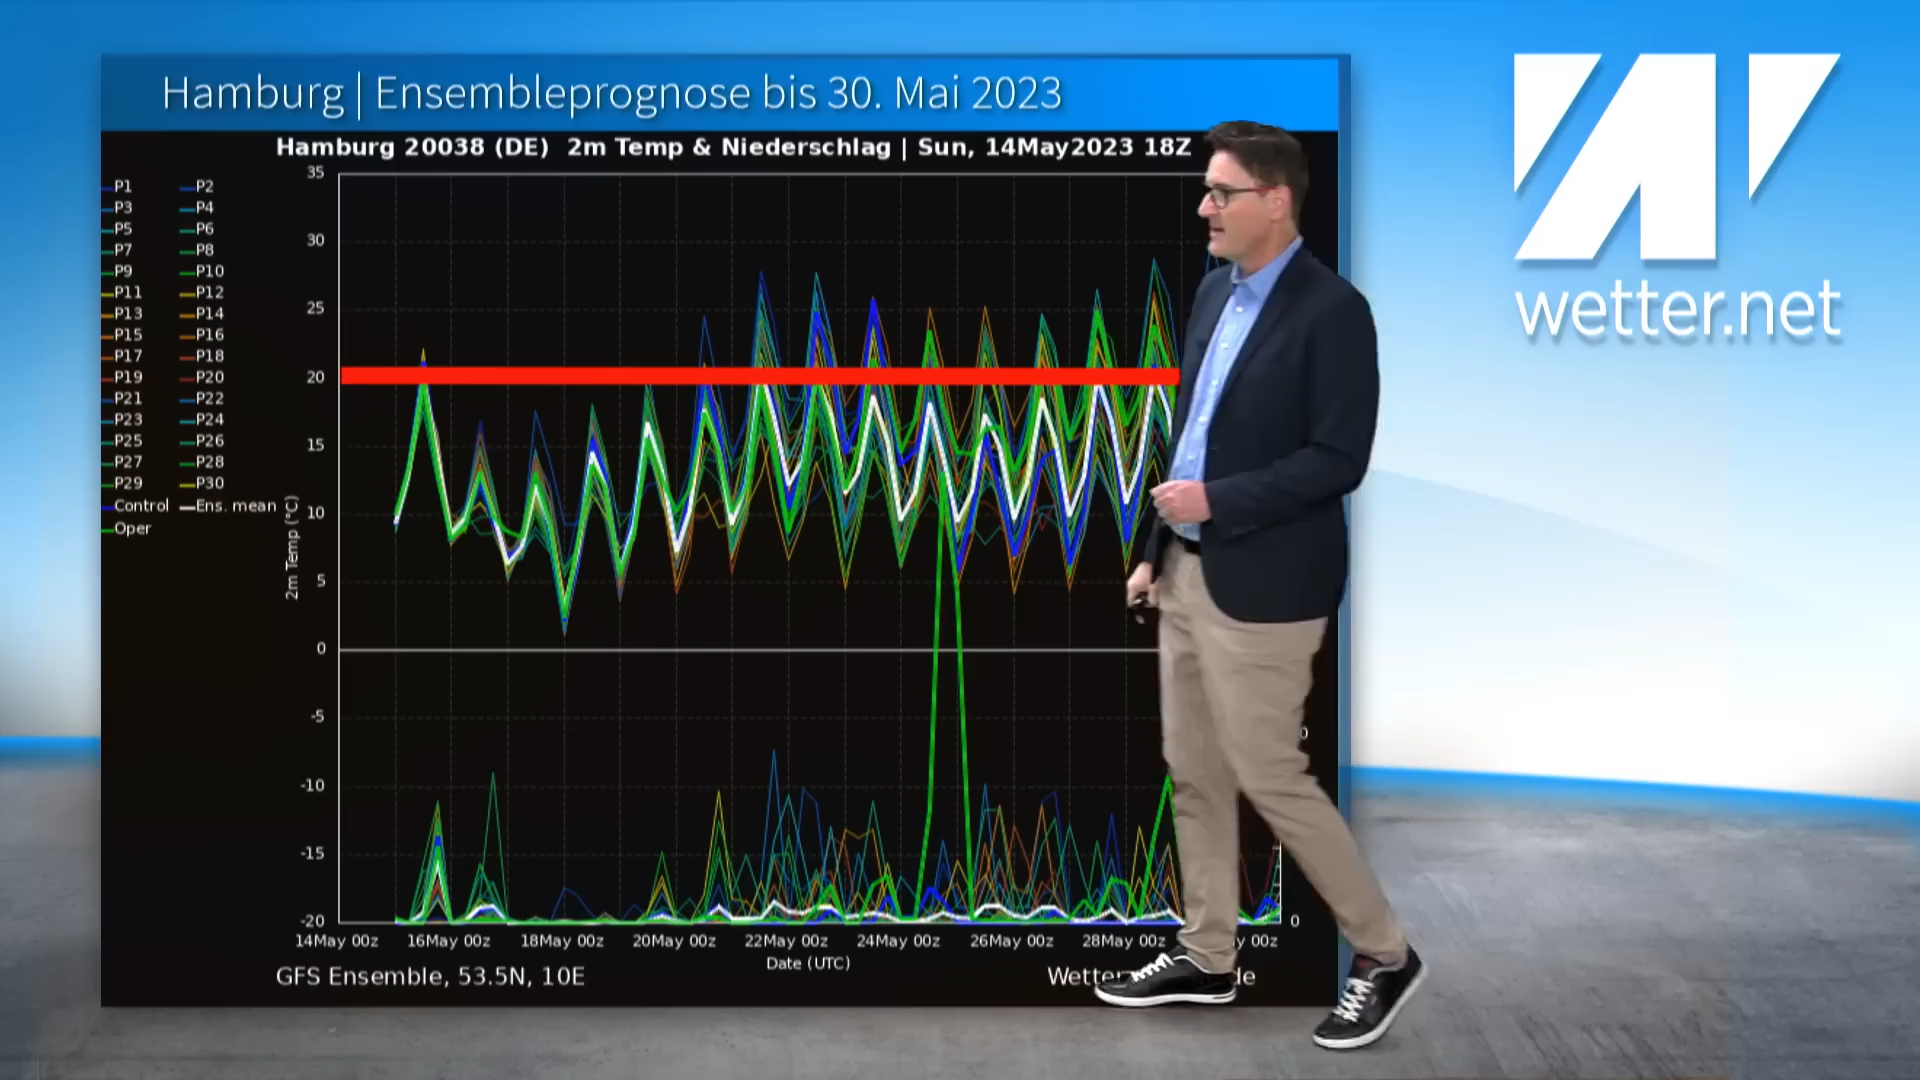 Hamburg | Ensembleprognose bis 30. Mai 2023
Hamburg 20038 (DE)  2m Temp & Niederschlag | Sun, 14May2023 18Z
P1 P2
P3 P4
P5 P6
P7 P8
P9 P10
P11 P12
P13 P14
P15 P16
P17 P18
P19 P20
P21 P22
P23 P24
P25 P26
P27 P28
P29 P30
Control Ens. mean
Oper
2m Temp (°C)
35
30
25
20
15
10
5
0
-5
-10
-15
-20
0
14May 00z 16May 00z 18May 00z 20May 00z 22May 00z 24May 00z 26May 00z 28May 00z
Date (UTC)
GFS Ensemble, 53.5N, 10E
wetter.net